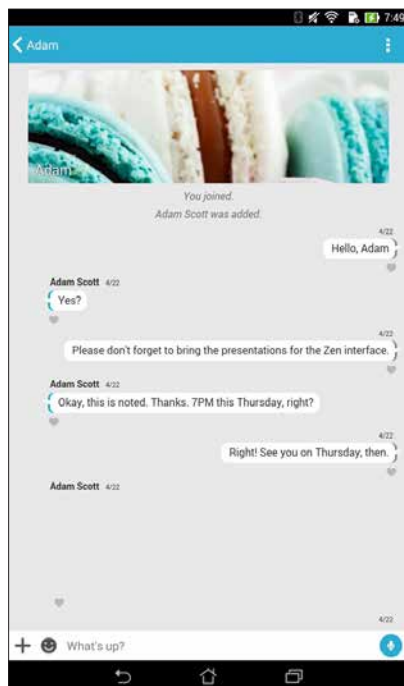 7:49
Adam
Adam
You joined.
Adam Scott was added.
4/22
Hello, Adam
Adam Scott 4/22
Yes?
4/22
Please don't forget to bring the presentations for the Zen interface.
Adam Scott 4/22
Okay, this is noted. Thanks. 7PM this Thursday, right?
4/22
Right! See you on Thursday, then.
Adam Scott 4/22
4/22
What's up?